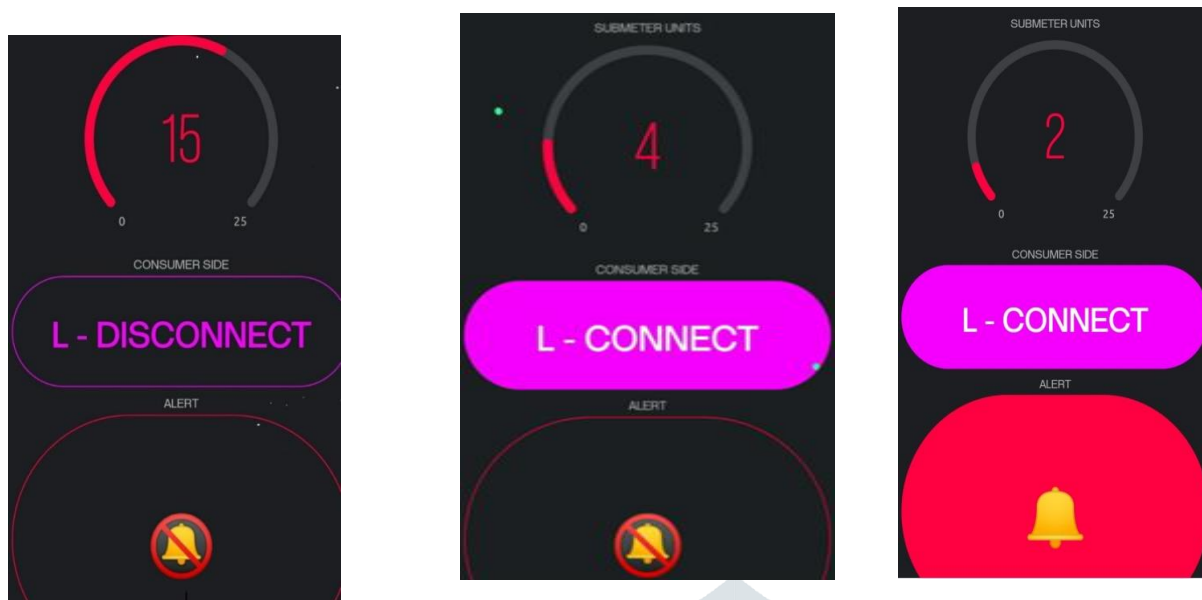 15
0 25
CONSUMER SIDE
L - DISCONNECT
ALERT
SUBMETER UNITS
4
0 25
CONSUMER SIDE
L - CONNECT
ALERT
SUBMETER UNITS
2
0 25
CONSUMER SIDE
L - CONNECT
ALERT